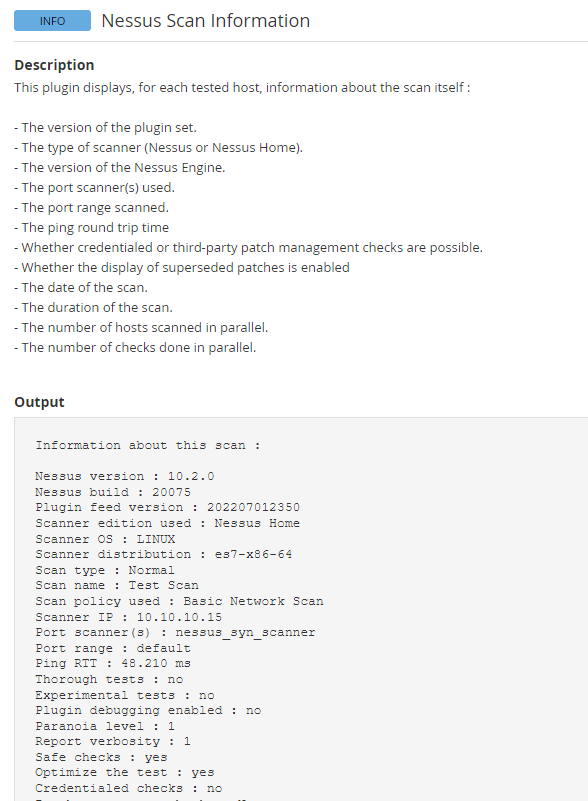 INFO Nessus Scan Information
Description
This plugin displays, for each tested host, information about the scan itself :
- The version of the plugin set.
- The type of scanner (Nessus or Nessus Home).
- The version of the Nessus Engine.
- The port scanner(s) used.
- The port range scanned.
- The ping round trip time
- Whether credentialed or third-party patch management checks are possible.
- Whether the display of superseded patches is enabled
- The date of the scan.
- The duration of the scan.
- The number of hosts scanned in parallel.
- The number of checks done in parallel.
Output
Information about this scan :
Nessus version : 10.2.0
Nessus build : 20075
Plugin feed version : 202207012350
Scanner edition used : Nessus Home
Scanner OS : LINUX
Scanner distribution : es7-x86-64
Scan type : Normal
Scan name : Test Scan
Scan policy used : Basic Network Scan
Scanner IP : 10.10.10.15
Port scanner(s) : nessus_syn_scanner
Port range : default
Ping RTT : 48.210 ms
Thorough tests : no
Experimental tests : no
Plugin debugging enabled : no
Paranoia level : 1
Report verbosity : 1
Safe checks : yes
Optimize the test : yes
Credentialed checks : no